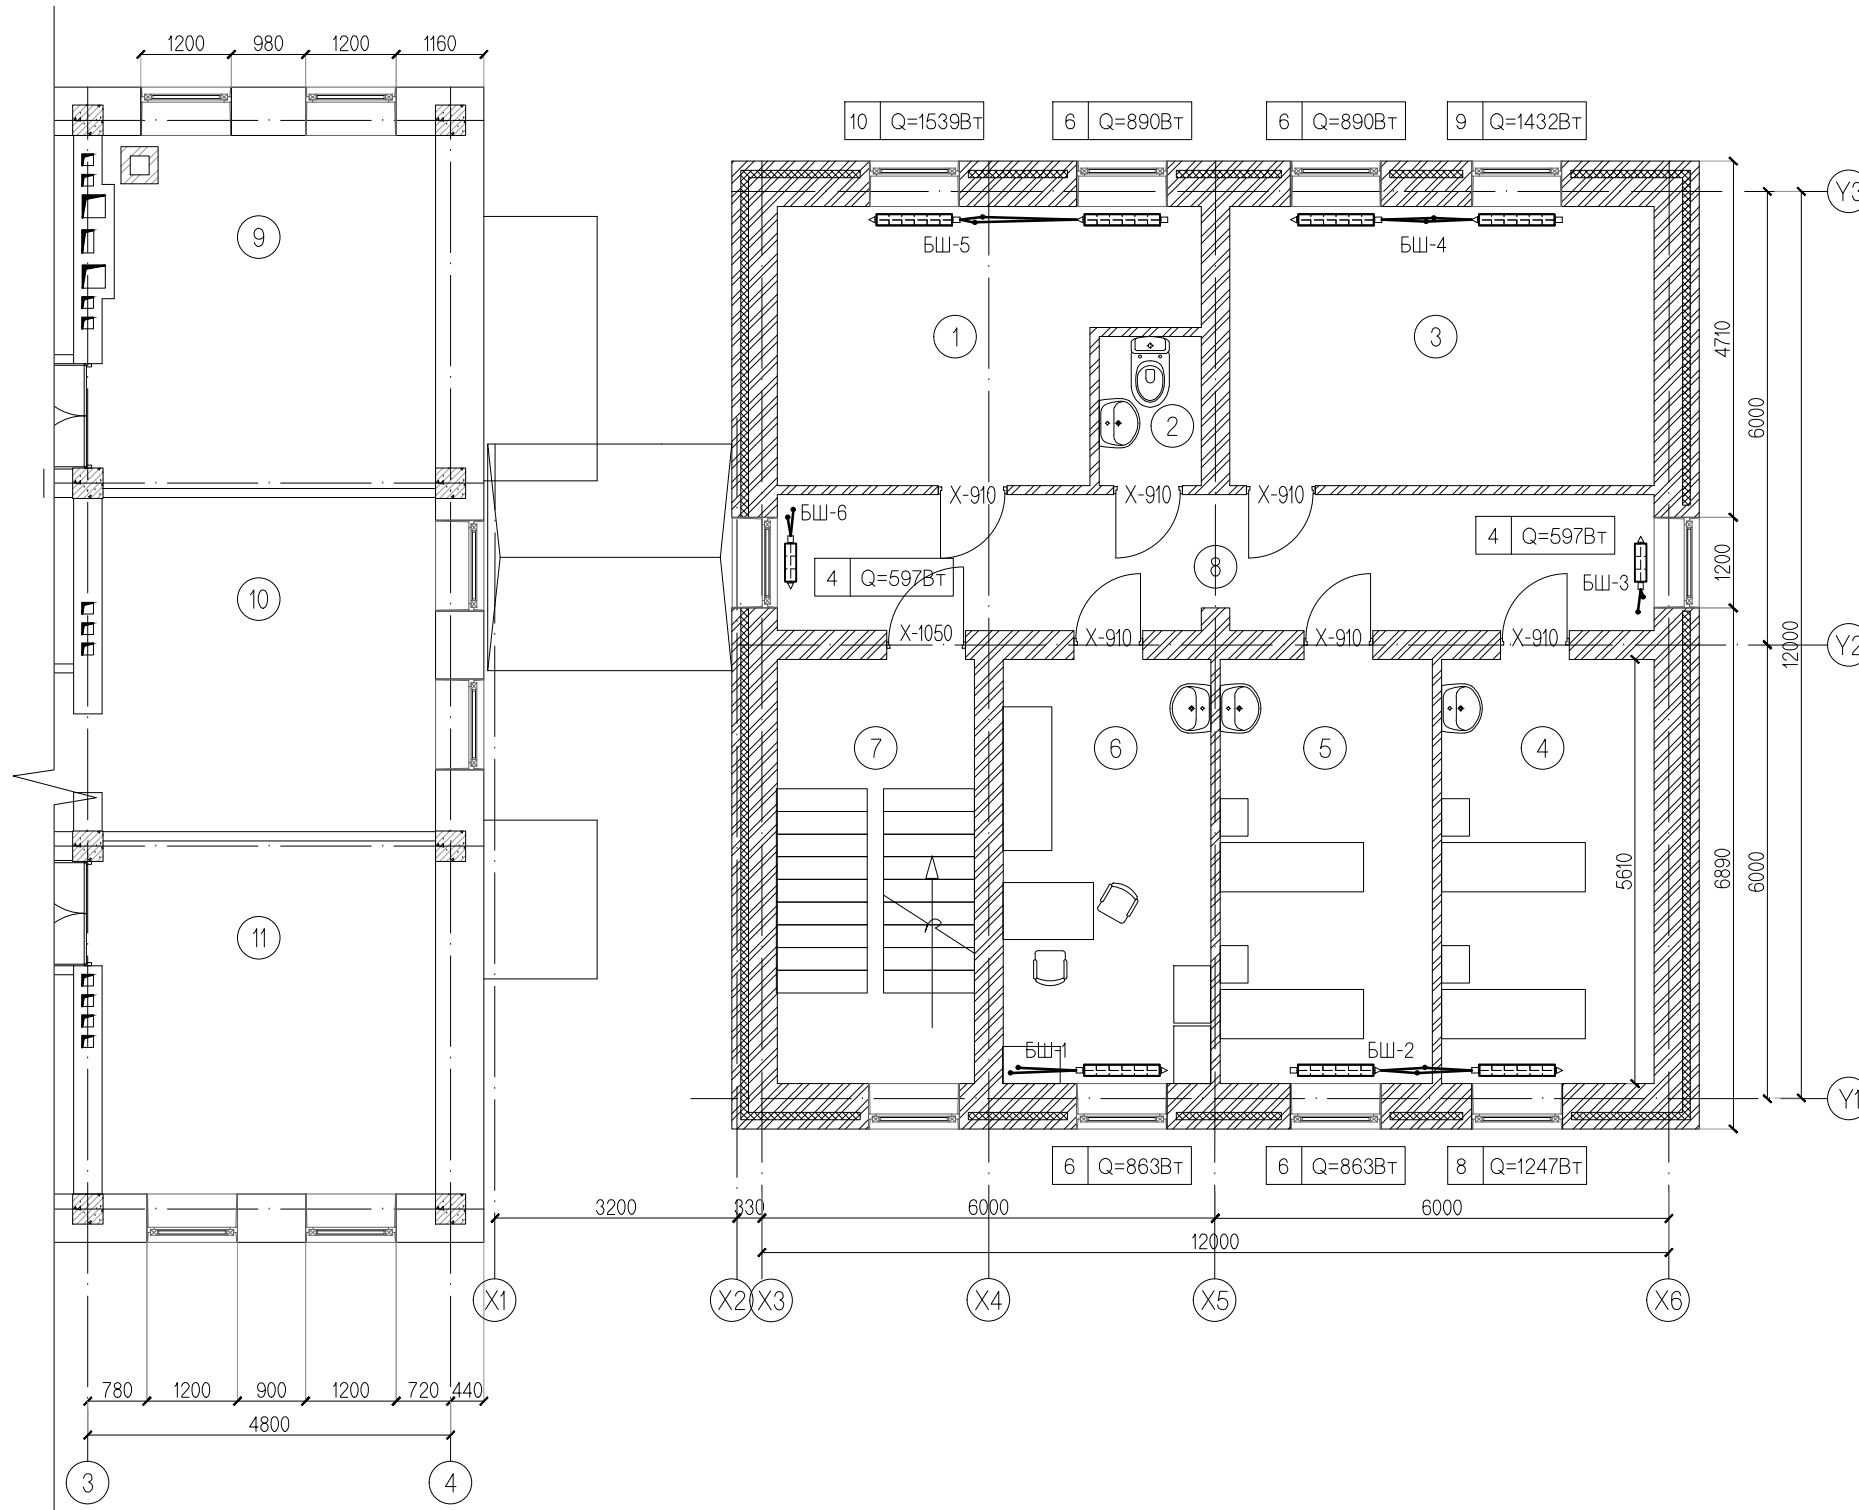 1200 980 1200 1160
10 Q=1539Вт 6 Q=890Вт 6 Q=890Вт 9 Q=1432Вт
Y3
БШ-5 БШ-4
9
1 3
4710
2
6000
Х-910 Х-910 Х-910
БШ-6
4 Q=597Вт
4 Q=597Вт
8
1200
БШ-3
10
Х-1050 Х-910 Х-910 Х-910
Y2
12000
7 6 5 4
5610
6890
6000
11
БШ-1 БШ-2
Y1
6 Q=863Вт 6 Q=863Вт 8 Q=1247Вт
3200 330 6000 6000
12000
X1 X2 X3 X4 X5 X6
780 1200 900 1200 720 440
4800
3 4